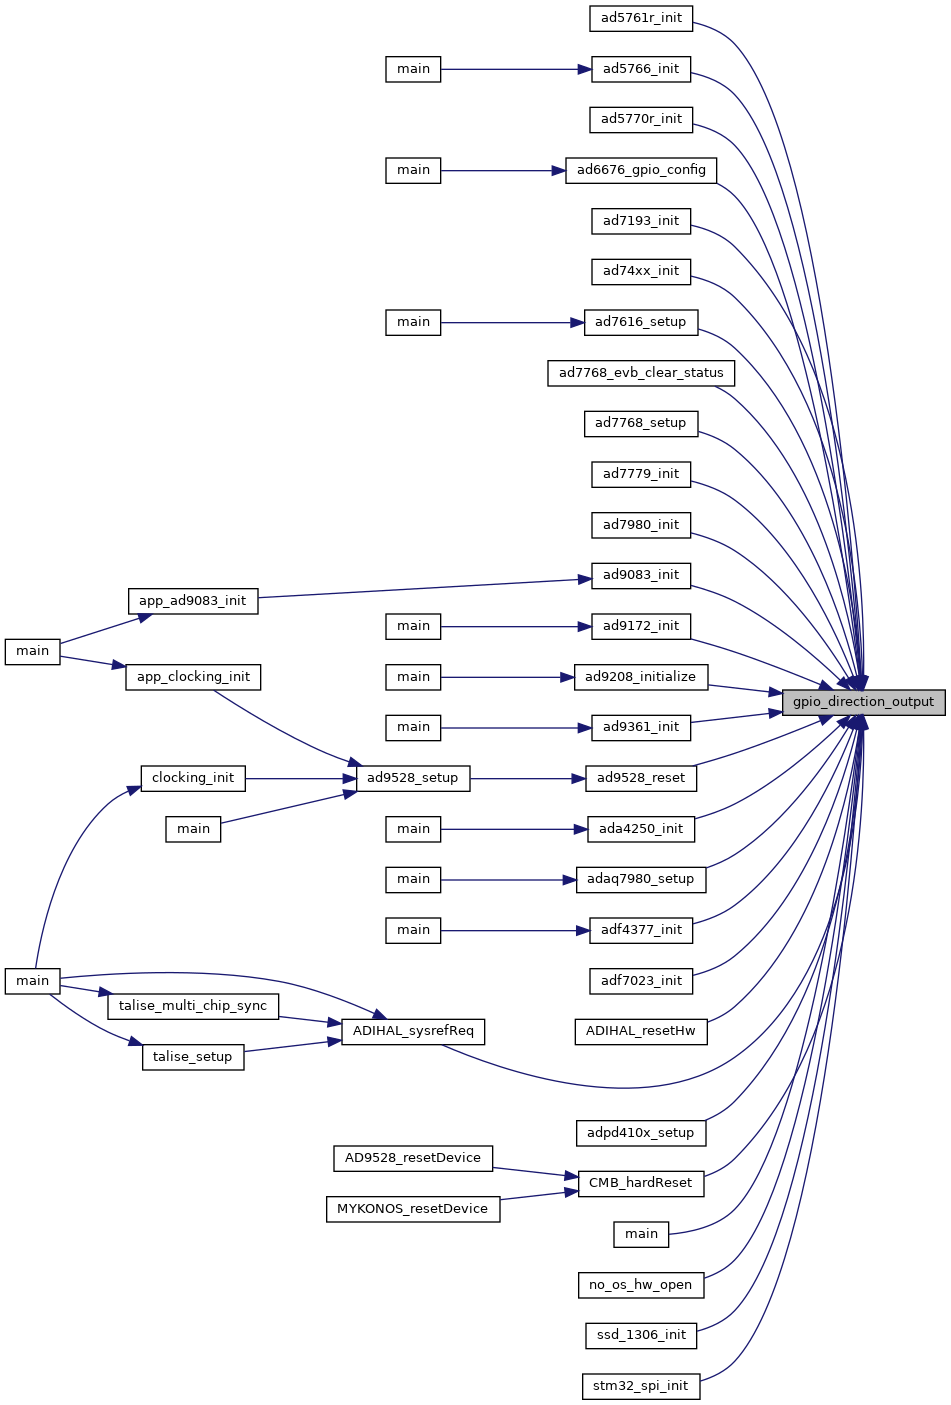 ad5761r_init
main
ad5766_init
ad5770r_init
main
ad6676_gpio_config
ad7193_init
ad74xx_init
main
ad7616_setup
ad7768_evb_clear_status
ad7768_setup
ad7779_init
ad7980_init
ad9083_init
app_ad9083_init
main
ad9172_init
main
app_clocking_init
main
ad9208_initialize
gpio_direction_output
main
ad9361_init
clocking_init
ad9528_setup
ad9528_reset
main
main
ada4250_init
main
adaq7980_setup
main
adf4377_init
main
adf7023_init
talise_multi_chip_sync
ADIHAL_sysrefReq
ADIHAL_resetHw
talise_setup
adpd410x_setup
AD9528_resetDevice
CMB_hardReset
MYKONOS_resetDevice
main
no_os_hw_open
ssd_1306_init
stm32_spi_init